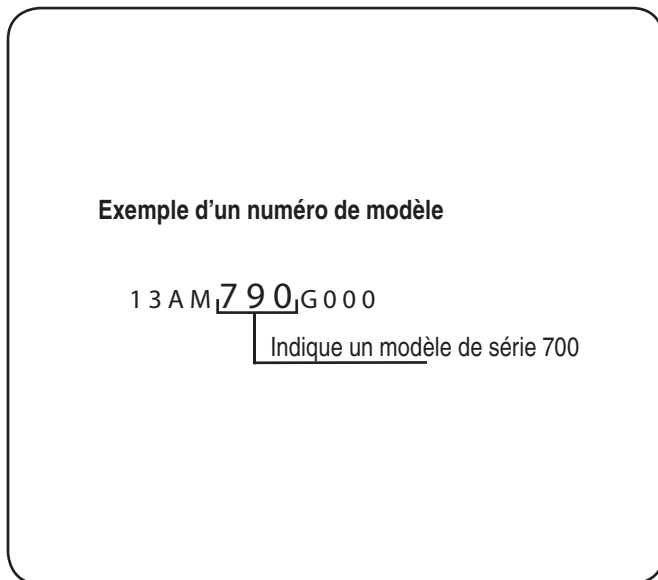 Exemple d'un numéro de modèle
13AM790G000
Indique un modèle de série 700